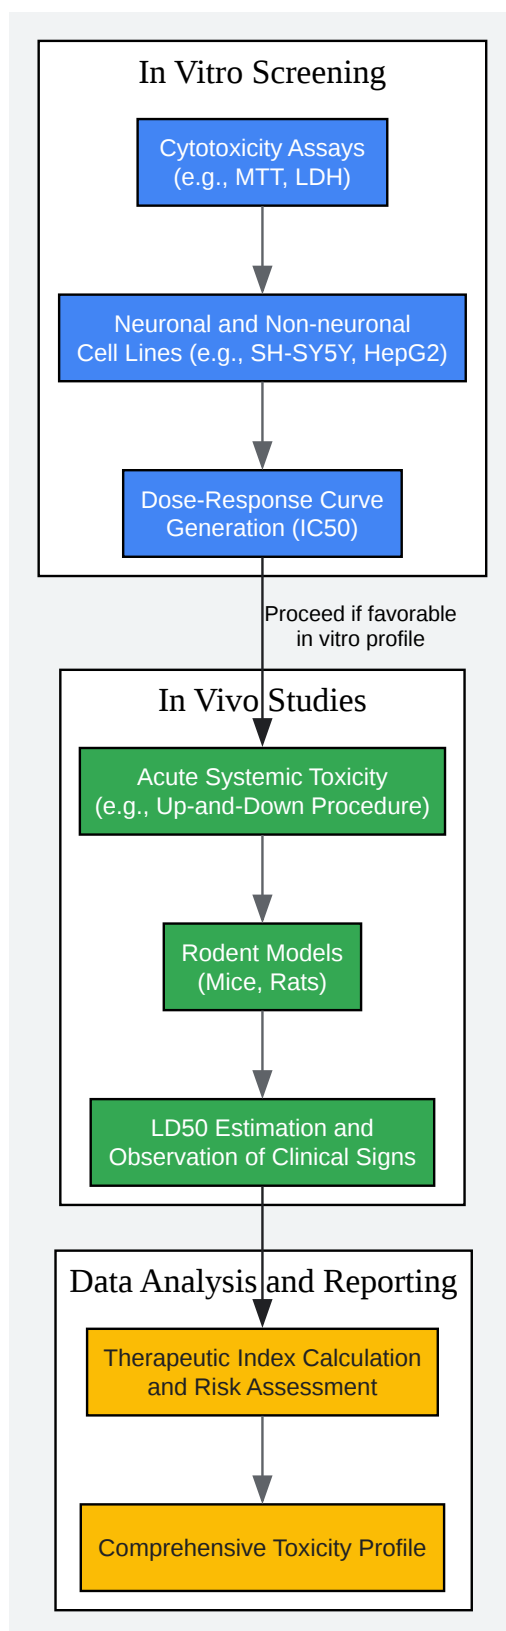 In Vitro Screening
Cytotoxicity Assays
(e.g., MTT, LDH)
Neuronal and Non-neuronal
Cell Lines (e.g., SH-SY5Y, HepG2)
Dose-Response Curve
Generation (IC50)
Proceed if favorable
in vitro profile
In Vivo Studies
Acute Systemic Toxicity
(e.g., Up-and-Down Procedure)
Rodent Models
(Mice, Rats)
LD50 Estimation and
Observation of Clinical Signs
Data Analysis and Reporting
Therapeutic Index Calculation
and Risk Assessment
Comprehensive Toxicity Profile